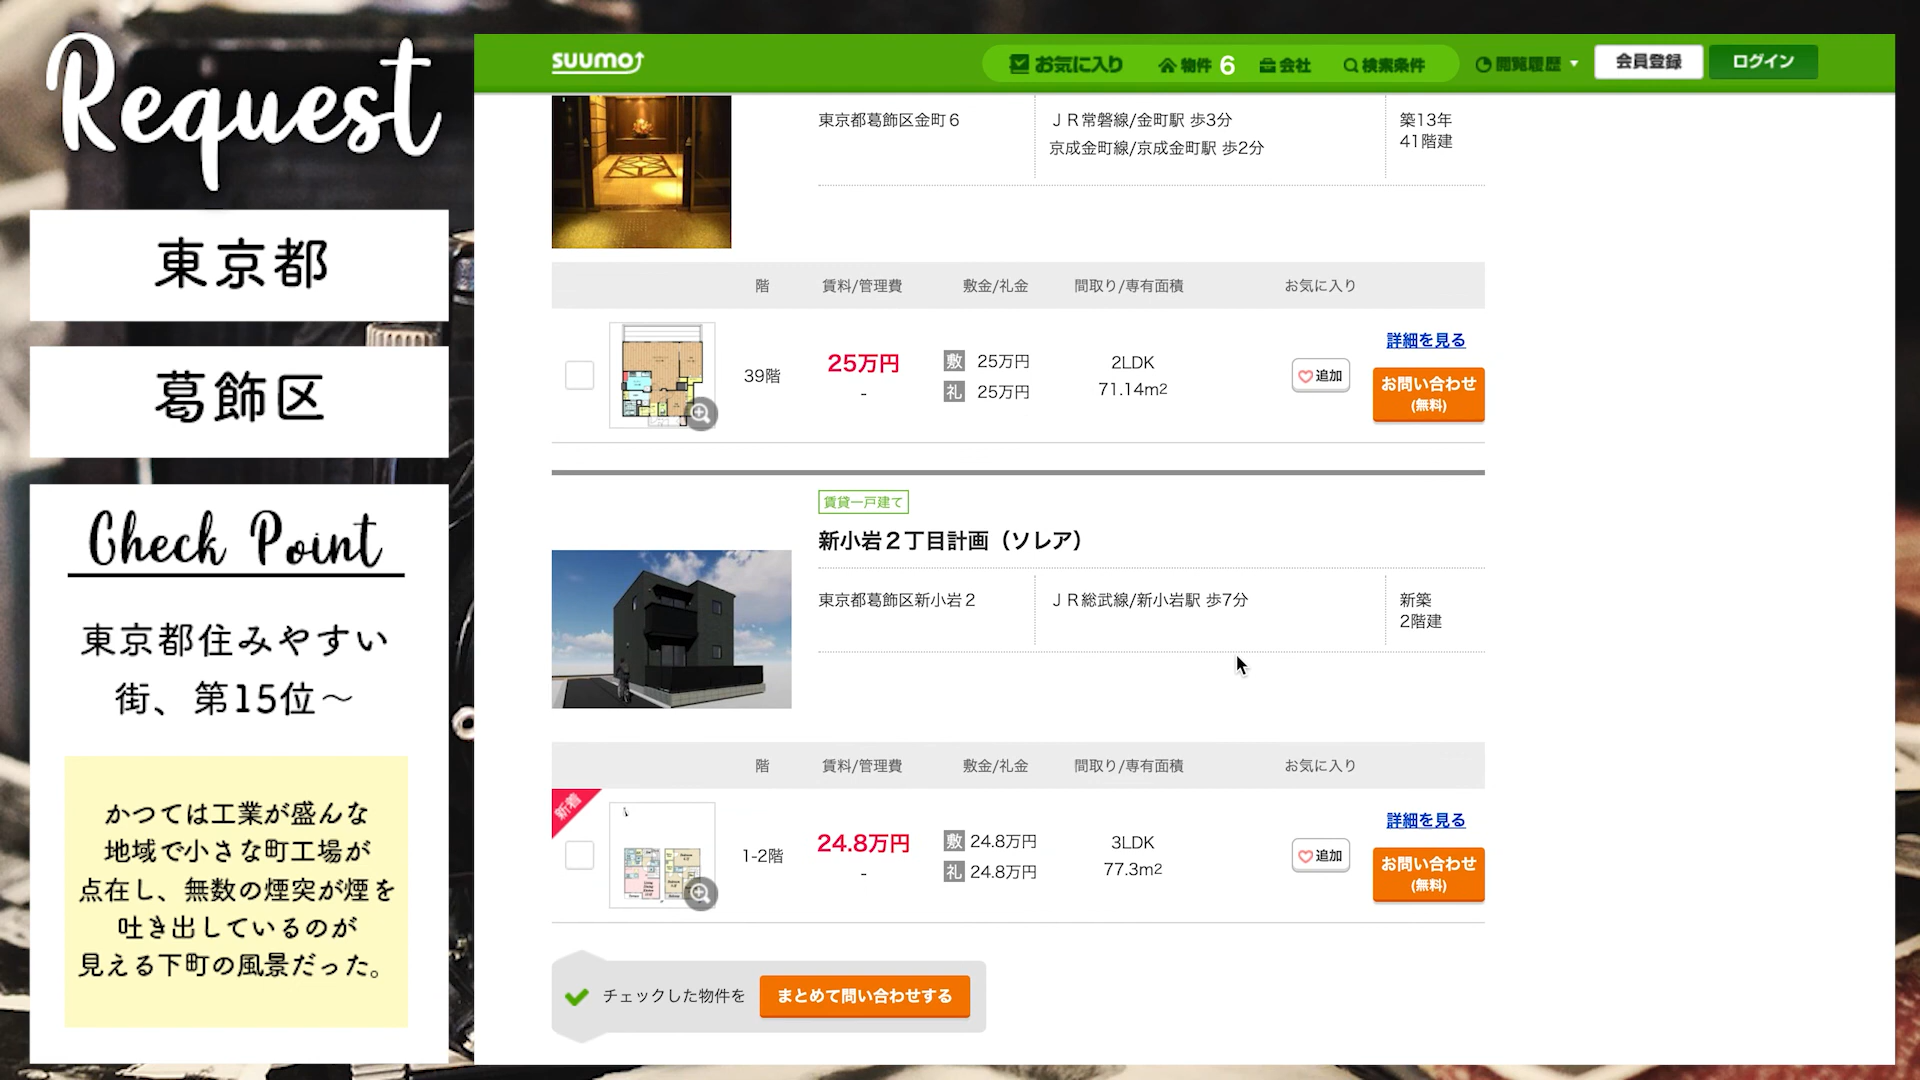 Request
東京都
葛飾区
Check Point
東京都住みやすい
街、第15位～
かつては工業が盛んな
地域で小さな町工場が
点在し、無数の煙突が煙を
吐き出しているのが
見える下町の風景だった。
suumo
お気に入り 物件 6 会社 検索条件 閲覧履歴 会員登録 ログイン
東京都葛飾区金町６ ＪＲ常磐線/金町駅 歩3分 築13年
京成金町線/京成金町駅 歩2分 41階建
階 賃料/管理費 敷金/礼金 間取り/専有面積 お気に入り
39階 25万円 敷 25万円 2LDK 追加 詳細を見る
- 礼 25万円 71.14m2 お問い合わせ
(無料)
賃貸一戸建て
新小岩２丁目計画（ソレア）
東京都葛飾区新小岩２ ＪＲ総武線/新小岩駅 歩7分 新築
2階建
階 賃料/管理費 敷金/礼金 間取り/専有面積 お気に入り
新着 1-2階 24.8万円 敷 24.8万円 3LDK 追加 詳細を見る
- 礼 24.8万円 77.3m2 お問い合わせ
(無料)
チェックした物件を まとめて問い合わせする